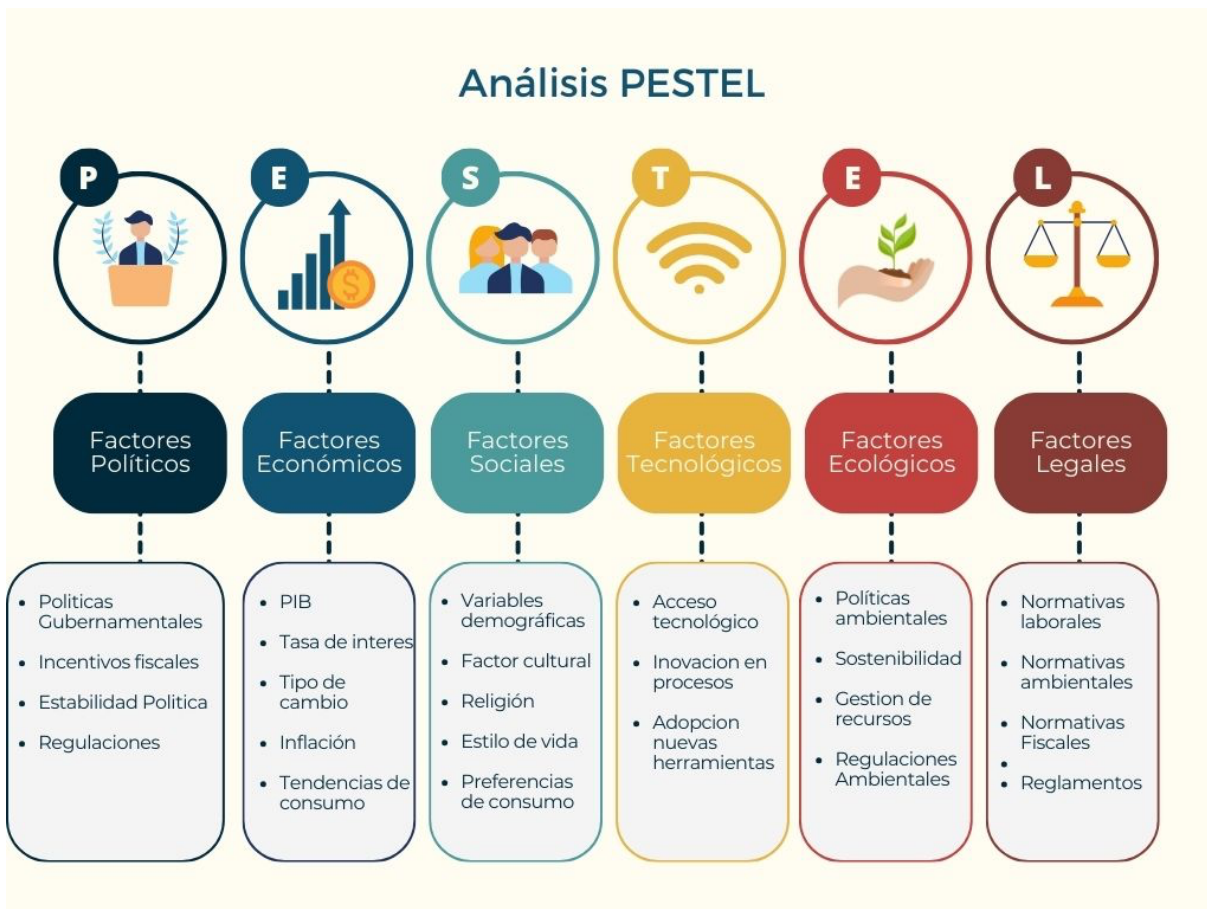 Análisis PESTEL
P
E
S
T
E
L
$
Factores
Políticos
Factores
Económicos
Factores
Sociales
Factores
Tecnológicos
Factores
Ecológicos
Factores
Legales
• Politicas
Gubernamentales
• Incentivos fiscales
• Estabilidad Politica
• Regulaciones
• PIB
• Tasa de interes
• Tipo de
cambio
• Inflación
• Tendencias de
consumo
• Variables
demográficas
• Factor cultural
• Religión
• Estilo de vida
• Preferencias
de consumo
• Acceso
tecnológico
• Inovacion en
procesos
• Adopcion
nuevas
herramientas
• Políticas
ambientales
• Sostenibilidad
• Gestion de
recursos
• Regulaciones
Ambientales
• Normativas
laborales
• Normativas
ambientales
• Normativas
Fiscales
•
• Reglamentos